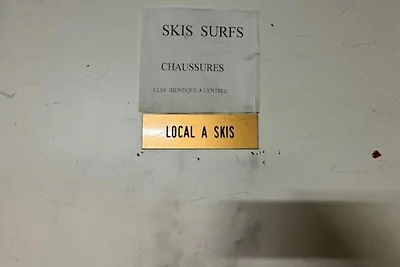 SKIS SURFS
CHAUSSURES
CLEF IDENTIQUE A L'ENTREE
LOCAL A SKIS